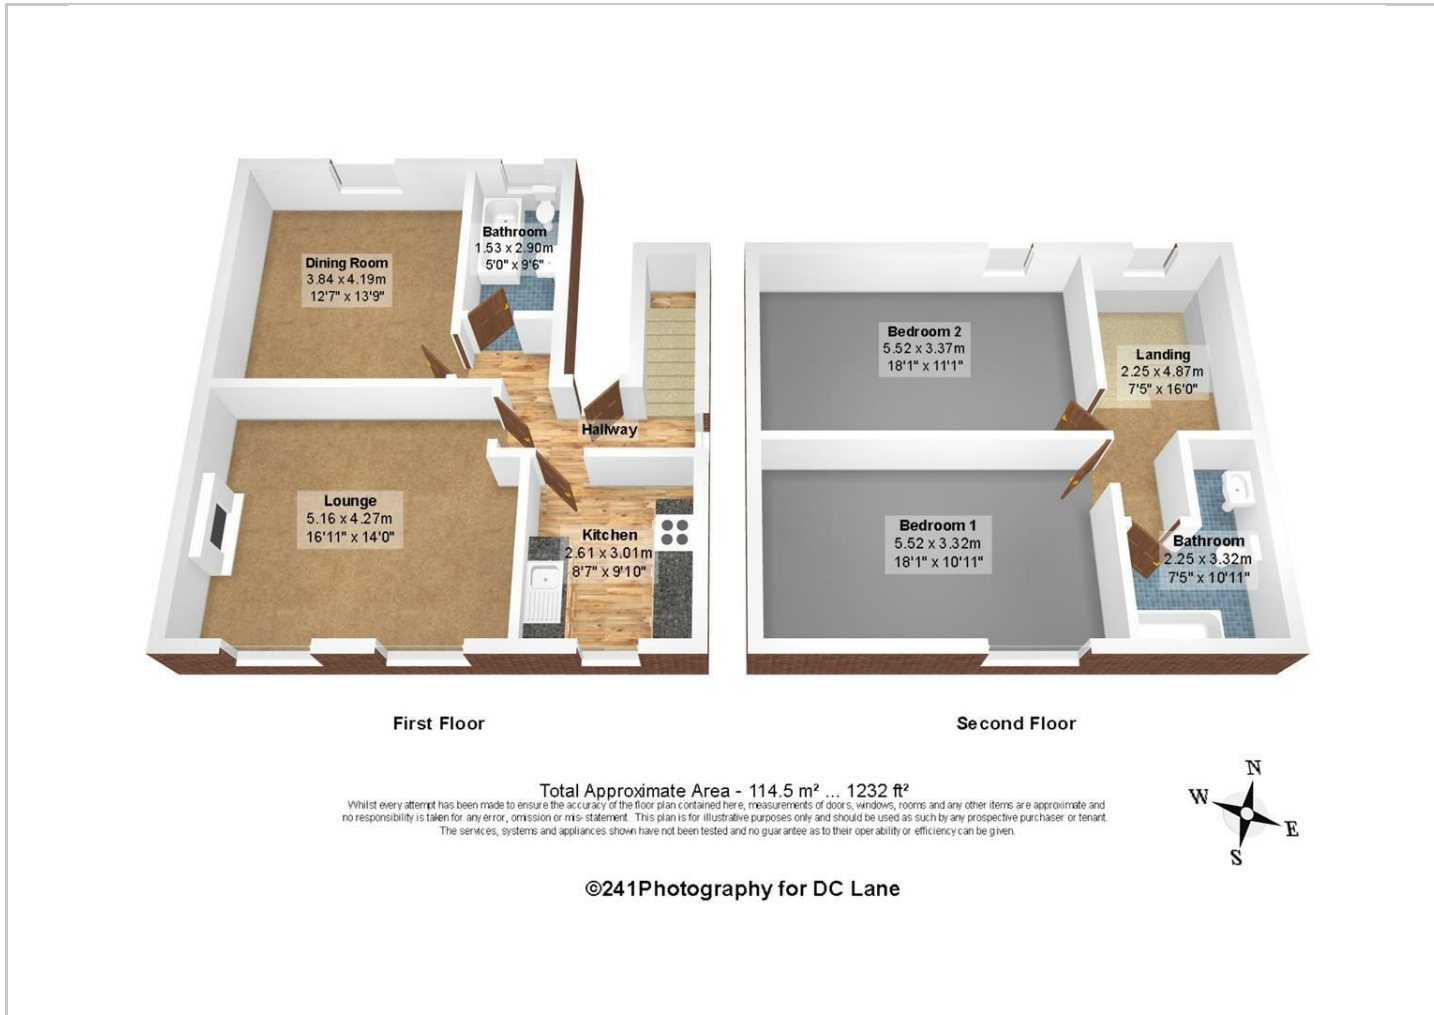 Dining Room
3.84 x 4.19m
12'7" x 13'9"
Bathroom
1.53 x 2.90m
5'0" x 9'6"
Hallway
Lounge
5.16 x 4.27m
16'11" x 14'0"
Kitchen
2.61 x 3.01m
8'7" x 9'10"
Bedroom 2
5.52 x 3.37m
18'1" x 11'1"
Landing
2.25 x 4.87m
7'5" x 16'0"
Bedroom 1
5.52 x 3.32m
18'1" x 10'11"
Bathroom
2.25 x 3.32m
7'5" x 10'11"
First Floor
Second Floor
Total Approximate Area - 114.5 m² ... 1232 ft²
Whilst every attempt has been made to ensure the accuracy of the floor plan contained here, measurements of doors, windows, rooms and any other items are approximate and
no responsibility is taken for any error, omission or mis-statement. This plan is for illustrative purposes only and should be used as such by any prospective purchaser or tenant.
The services, systems and appliances shown have not been tested and no guarantee as to their operability or efficiency can be given.
N
W
E
S
©241Photography for DC Lane